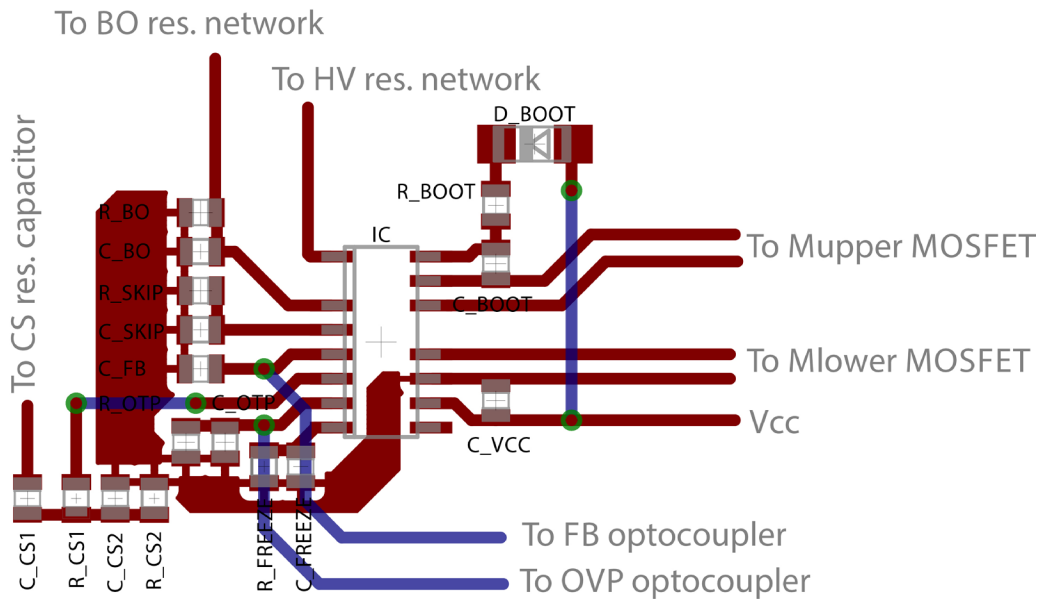 To BO res. network
To HV res. network
D_BOOT
To CS res. capacitor
R_BOOT
R_BO
IC
C_BO
To Mupper MOSFET
R_SKIP
C_BOOT
C_SKIP
To Mlower MOSFET
C_FB
R_OTP
C_OTP
Vcc
C_VCC
To FB optocoupler
To OVP optocoupler
C_CS1
R_CS1
C_CS2
R_CS2
R_FREEZE
C_FREEZE